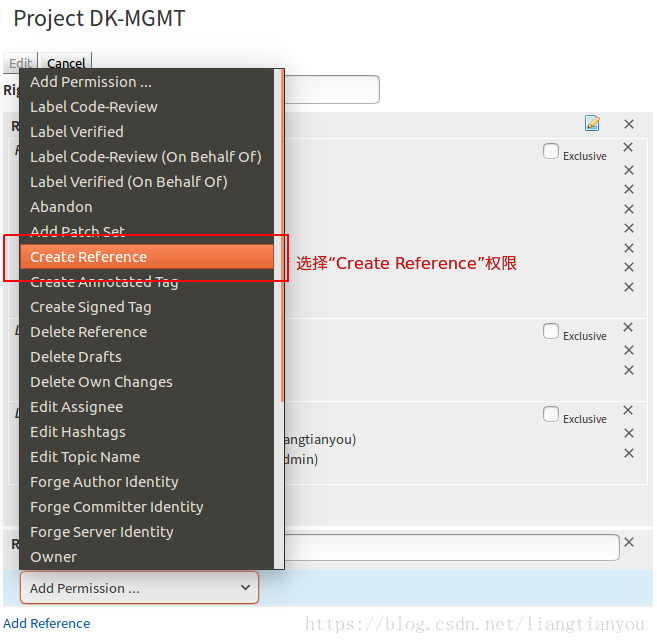 Project DK-MGMT
Edit
Cancel
Rig
Add Permission ...
Label Code-Review
R
Label Verified
Label Code-Review (On Behalf Of)
Exclusive
Label Verified (On Behalf Of)
Abandon
Add Patch Set
Create Reference
选择“Create Reference”权限
Create Annotated Tag
Create Signed Tag
Delete Reference
Exclusive
Delete Drafts
Delete Own Changes
Edit Assignee
Exclusive
Edit Hashtags
angtianyou)
Edit Topic Name
dmin)
Forge Author Identity
Forge Committer Identity
Forge Server Identity
R
Owner
Add Permission ...
Add Reference
https://blog.csdn.net/liangtianyou